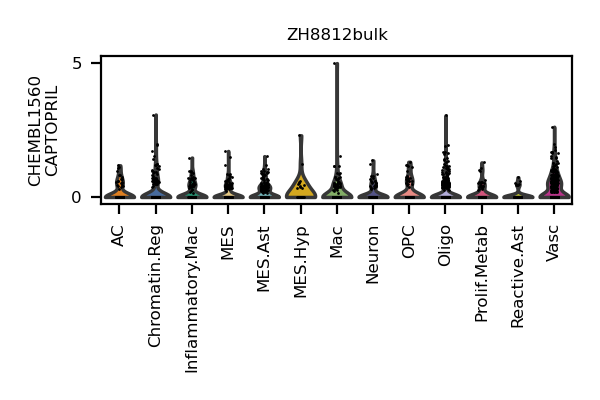 ZH8812bulk
CHEMBL1560
CAPTOPRIL
5
0
AC
Chromatin.Reg
Inflammatory.Mac
MES
MES.Ast
MES.Hyp
Mac
Neuron
OPC
Oligo
Prolif.Metab
Reactive.Ast
Vasc